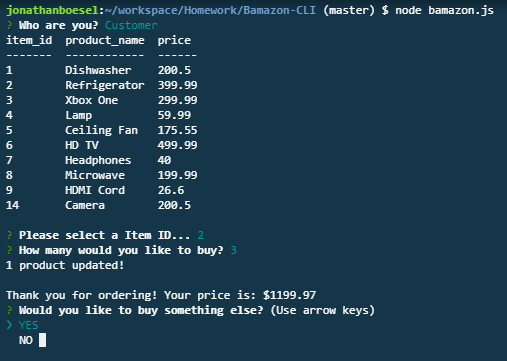 jonathanboesel:~/workspace/Homework/Bamazon-CLI (master) $ node bamazon.js
? Who are you? Customer
item_id  product_name  price
-------  ------------  ------
1        Dishwasher    200.5
2        Refrigerator  399.99
3        Xbox One      299.99
4        Lamp          59.99
5        Ceiling Fan   175.55
6        HD TV         499.99
7        Headphones    40
8        Microwave     199.99
9        HDMI Cord     26.6
14       Camera        200.5

? Please select a Item ID... 2
? How many would you like to buy? 3
1 product updated!

Thank you for ordering! Your price is: $1199.97
? Would you like to buy something else? (Use arrow keys)
❯ YES
  NO